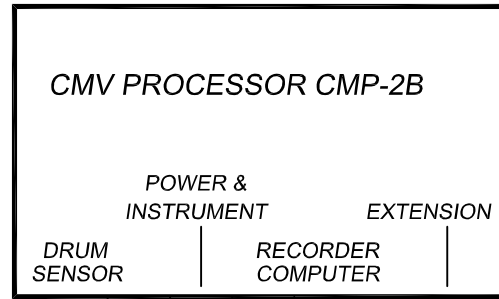 CMV PROCESSOR CMP-2B
POWER &
INSTRUMENT
EXTENSION
DRUM
SENSOR
RECORDER
COMPUTER